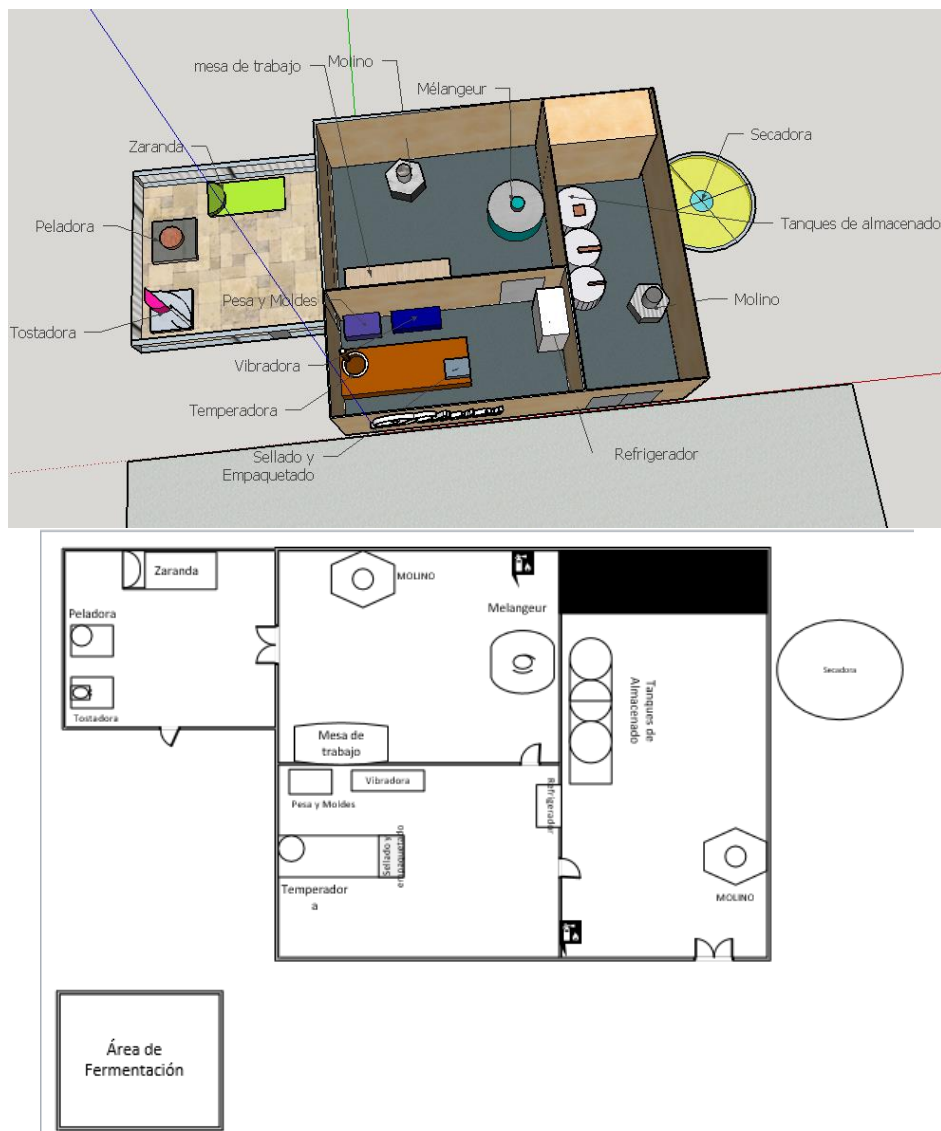 Molino
mesa de trabajo
Mélangeur
Zaranda
Secadora
Peladora
Tanques de almacenado
Pesa y Moldes
Molino
Tostadora
Vibradora
Temperadora
Sellado y
Empaquetado
Refrigerador
Zaranda
MOLINO
Melangeur
Peladora
Tostadora
Secadora
Tanques de
Almacenado
Mesa de
trabajo
Vibradora
Pesa y Moldes
Refrigerador
Sellado y
empaquetado
Temperador
a
MOLINO
Área de
Fermentación